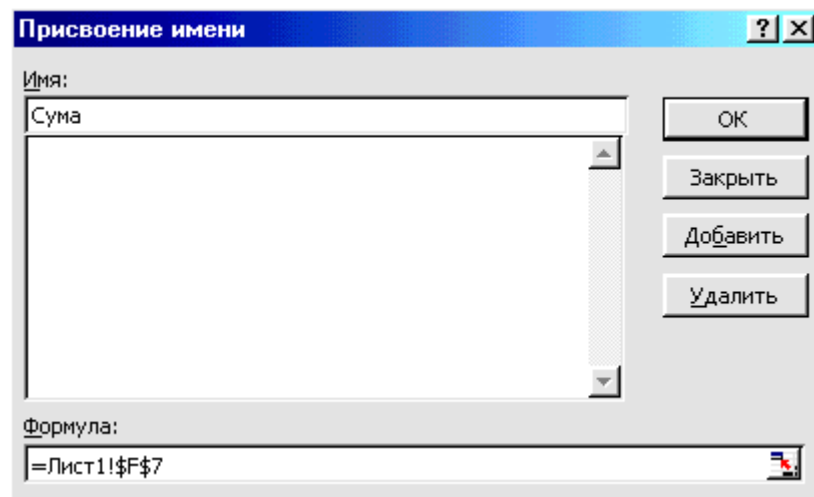 Присвоение имени
Имя:
Сума
ОК
Закрыть
Добавить
Удалить
Формула:
=Лист1!$F$7